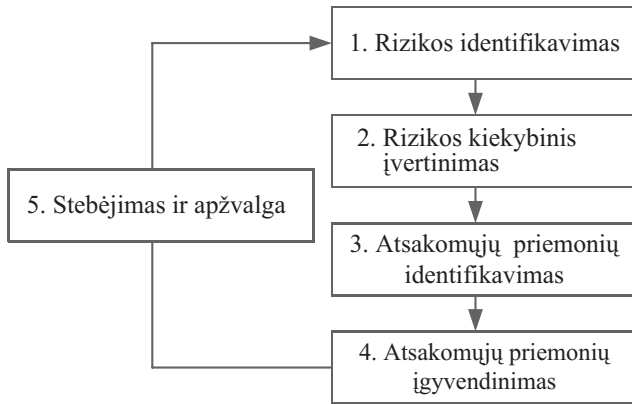 1. Rizikos identifikavimas
2. Rizikos kiekybinis
įvertinimas
3. Atsakomųjų priemonių
identifikavimas
4. Atsakomųjų priemonių
įgyvendinimas
5. Stebėjimas ir apžvalga